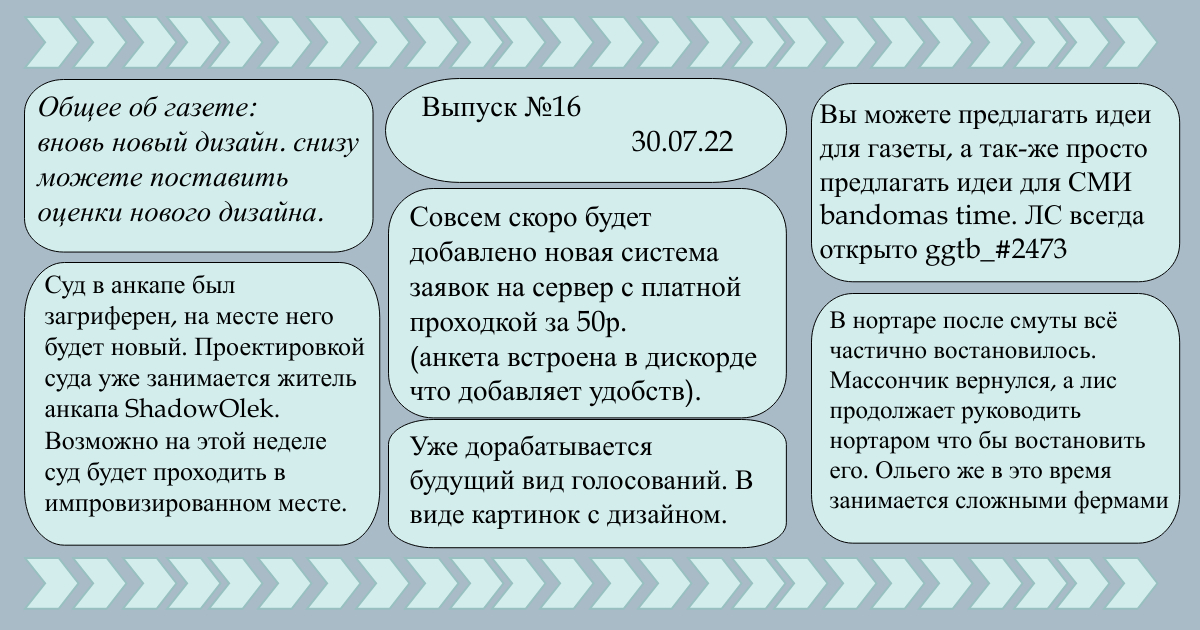 Общее об газете:
вновь новый дизайн. снизу
можете поставить
оценки нового дизайна.
Суд в анкапе был
загриферен, на месте него
будет новый. Проектировкой
суда уже занимается житель
анкапа ShadowOlek.
Возможно на этой неделе
суд будет проходить в
импровизированном месте.
Выпуск №16
30.07.22
Совсем скоро будет
добавлено новая система
заявок на сервер с платной
проходкой за 50р.
(анкета встроена в дискорде
что добавляет удобств).
Уже дорабатывается
будущий вид голосований. В
виде картинок с дизайном.
Вы можете предлагать идеи
для газеты, а так-же просто
предлагать идеи для СМИ
bandomas time. ЛС всегда
открыто ggtb_#2473
В нортаре после смуты всё
частично востановилось.
Массончик вернулся, а лис
продолжает руководить
нортаром что бы востановить
его. Ольего же в это время
занимается сложными фермами